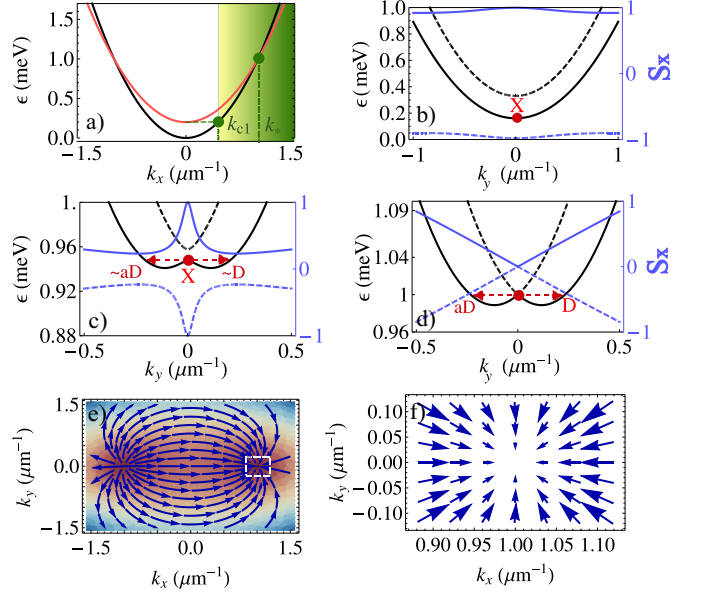 ϵ (meV)
1.5
1.0
0.5
0.0
a)
k_c1
k_*
−1.5
0
1.5
k_x (μm⁻¹)
ϵ (meV)
1.0
0.8
0.6
0.4
0.2
0.0
b)
X
1
0
−1
Sx
−1
0
1
k_y (μm⁻¹)
ϵ (meV)
1.
0.96
0.92
0.88
c)
~aD
X
~D
1
0
−1
−0.5
0
0.5
k_y (μm⁻¹)
ϵ (meV)
1.09
1.04
1
0.96
d)
aD
D
1
0
−1
Sx
−0.5
0
0.5
k_y (μm⁻¹)
k_y (μm⁻¹)
1.5
0.0
−1.5
e)
−1.5
0.0
1.5
k_x (μm⁻¹)
k_y (μm⁻¹)
0.10
0.05
0.00
−0.05
−0.10
f)
0.90
0.95
1.00
1.05
1.10
k_x (μm⁻¹)